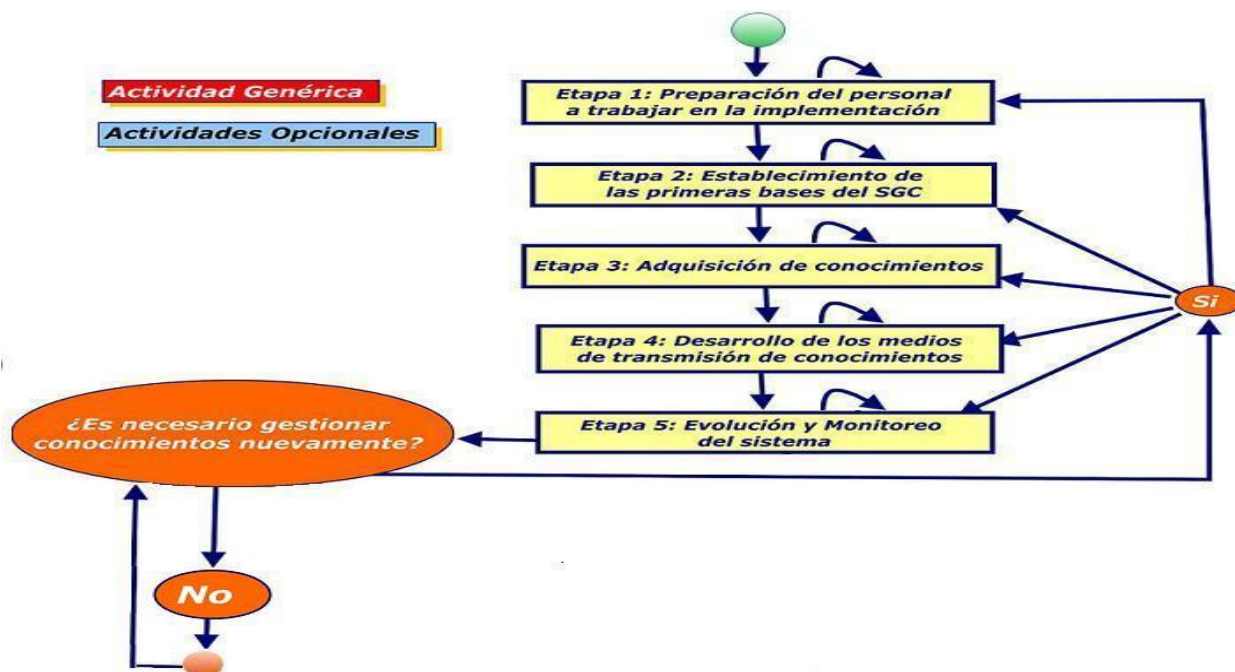 Actividad Genérica
Actividades Opcionales
Etapa 1: Preparación del personal
a trabajar en la implementación
Etapa 2: Establecimiento de
las primeras bases del SGC
Etapa 3: Adquisición de conocimientos
Etapa 4: Desarrollo de los medios
de transmisión de conocimientos
Etapa 5: Evolución y Monitoreo
del sistema
Si
¿Es necesario gestionar
conocimientos nuevamente?
No